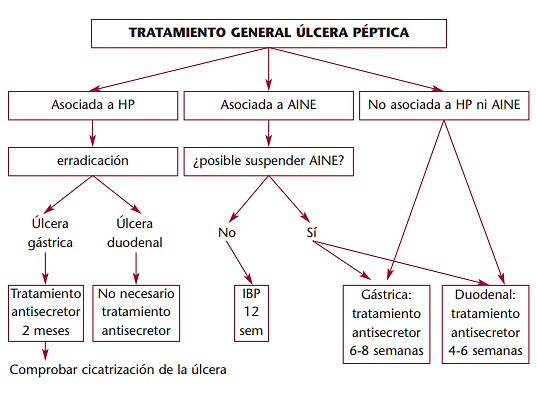 TRATAMIENTO GENERAL ÚLCERA PÉPTICA
Asociada a HP
Asociada a AINE
No asociada a HP ni AINE
erradicación
¿posible suspender AINE?
Úlcera
gástrica
Úlcera
duodenal
No
Sí
Tratamiento
antisecretor
2 meses
No necesario
tratamiento
antisecretor
IBP
12
sem
Gástrica:
tratamiento
antisecretor
6-8 semanas
Duodenal:
tratamiento
antisecretor
4-6 semanas
Comprobar cicatrización de la úlcera